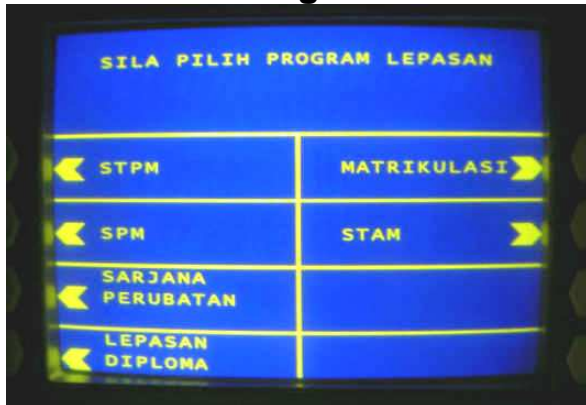 SILA PILIH PROGRAM LEPASAN
STPM
MATRIKULASI
SPM
STAM
SARJANA
PERUBATAN
LEPASAN
DIPLOMA